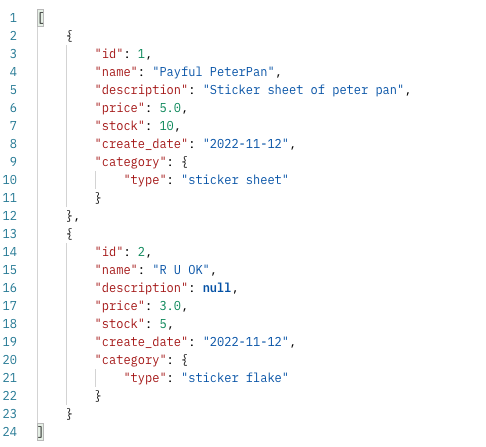 1 [
2     {
3         "id": 1,
4         "name": "Payful PeterPan",
5         "description": "Sticker sheet of peter pan",
6         "price": 5.0,
7         "stock": 10,
8         "create_date": "2022-11-12",
9         "category": {
10             "type": "sticker sheet"
11         }
12     },
13     {
14         "id": 2,
15         "name": "R U OK",
16         "description": null,
17         "price": 3.0,
18         "stock": 5,
19         "create_date": "2022-11-12",
20         "category": {
21             "type": "sticker flake"
22         }
23     }
24 ]